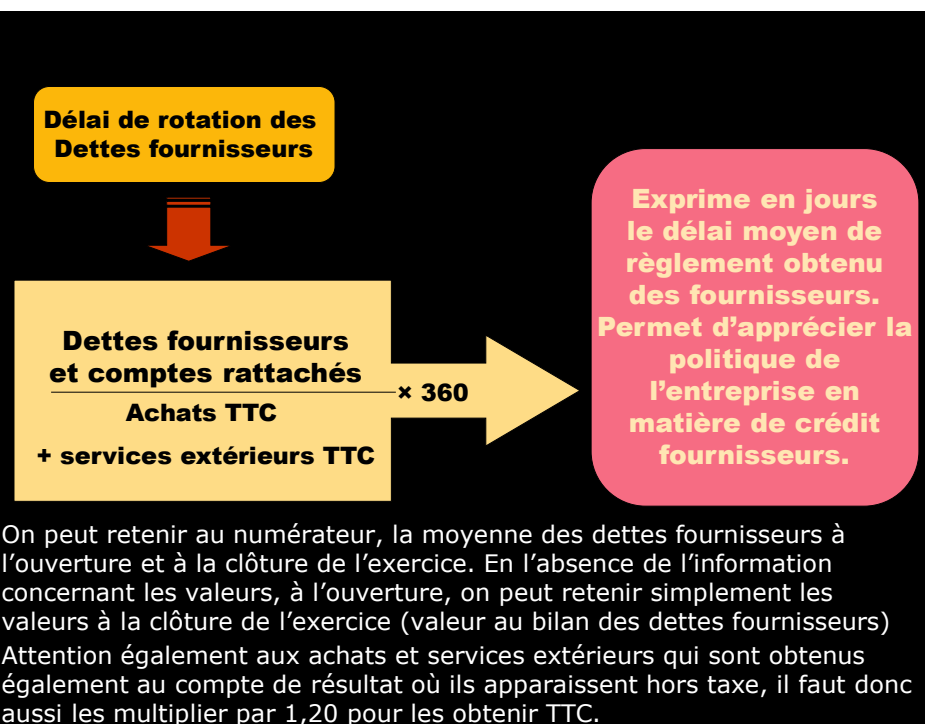 Délai de rotation des
Dettes fournisseurs
Dettes fournisseurs
et comptes rattachés
Achats TTC
+ services extérieurs TTC
× 360
Exprime en jours
le délai moyen de
règlement obtenu
des fournisseurs.
Permet d’apprécier la
politique de
l’entreprise en
matière de crédit
fournisseurs.
On peut retenir au numérateur, la moyenne des dettes fournisseurs à
l’ouverture et à la clôture de l’exercice. En l’absence de l’information
concernant les valeurs, à l’ouverture, on peut retenir simplement les
valeurs à la clôture de l’exercice (valeur au bilan des dettes fournisseurs)
Attention également aux achats et services extérieurs qui sont obtenus
également au compte de résultat où ils apparaissent hors taxe, il faut donc
aussi les multiplier par 1,20 pour les obtenir TTC.